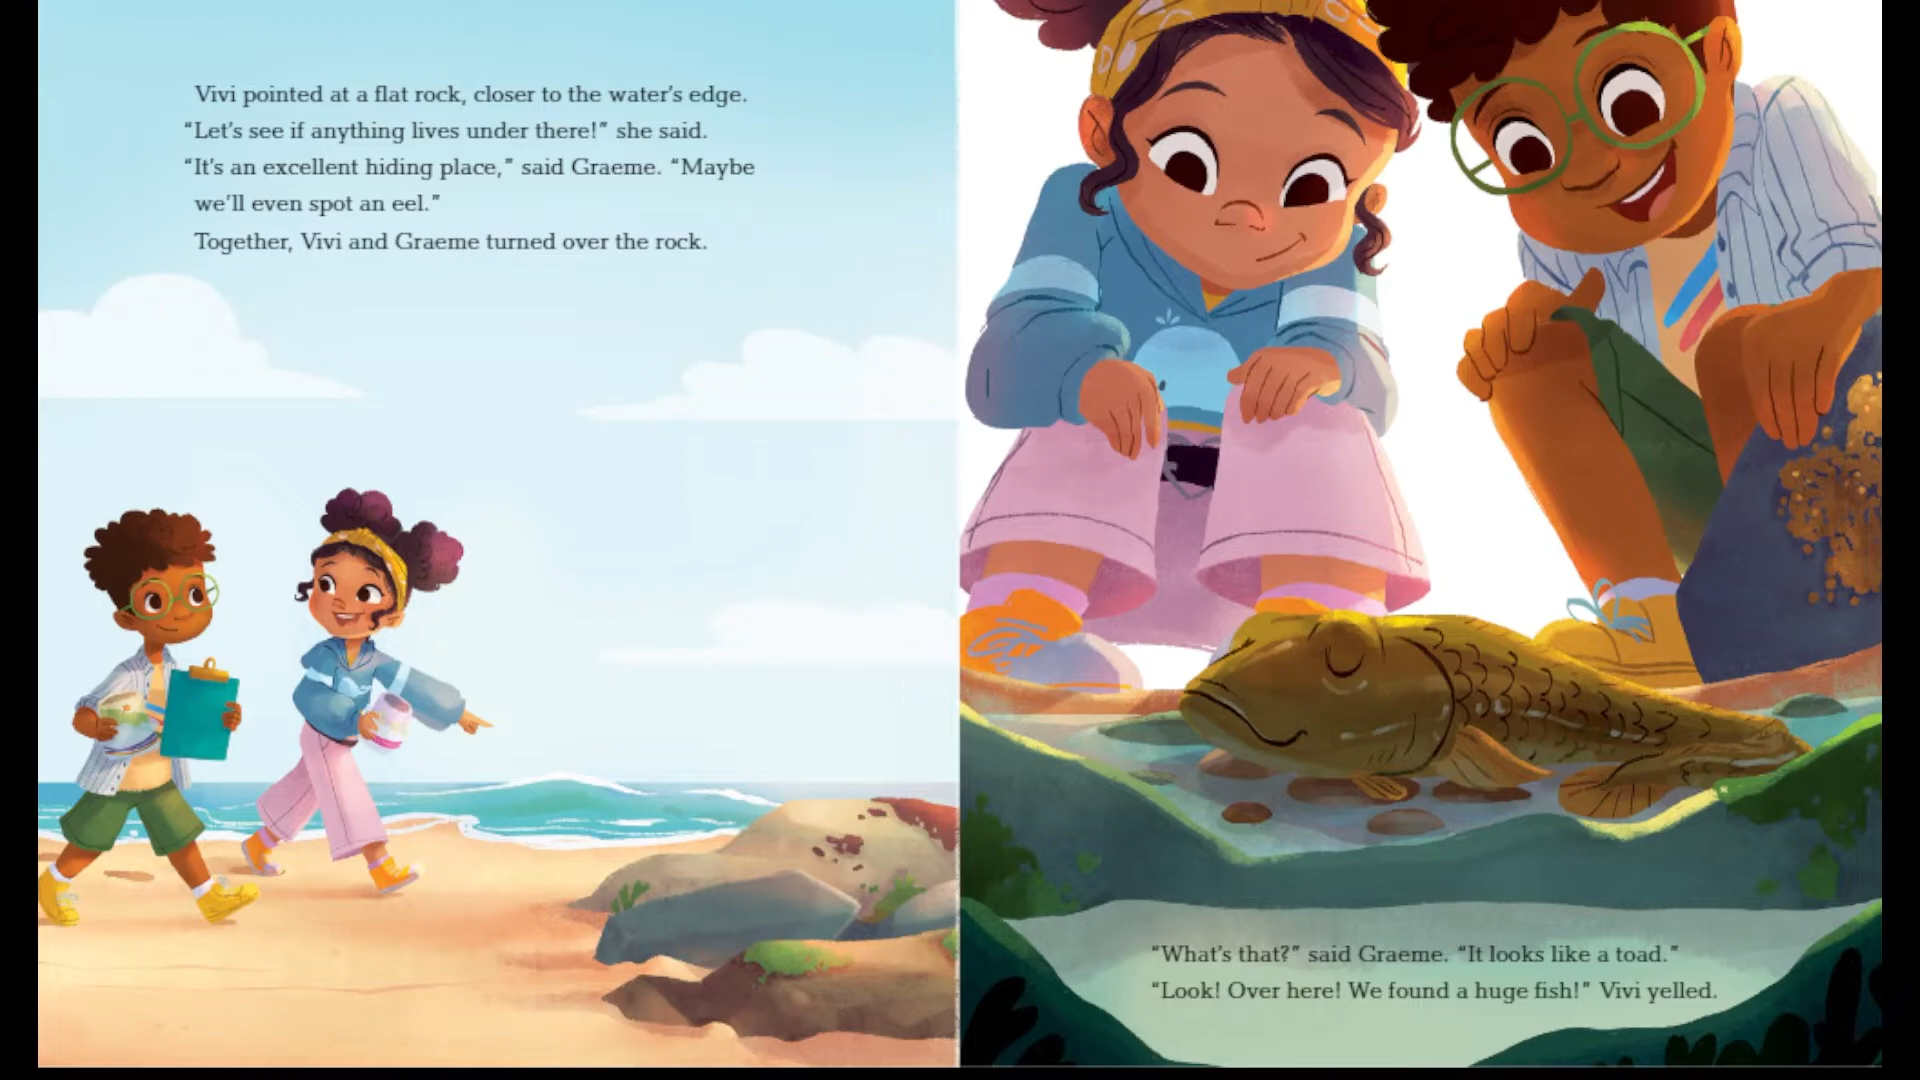 Vivi pointed at a flat rock, closer to the water’s edge.
“Let’s see if anything lives under there!” she said.
“It’s an excellent hiding place,” said Graeme. “Maybe
we’ll even spot an eel.”
Together, Vivi and Graeme turned over the rock.
“What’s that?” said Graeme. “It looks like a toad.”
“Look! Over here! We found a huge fish!” Vivi yelled.